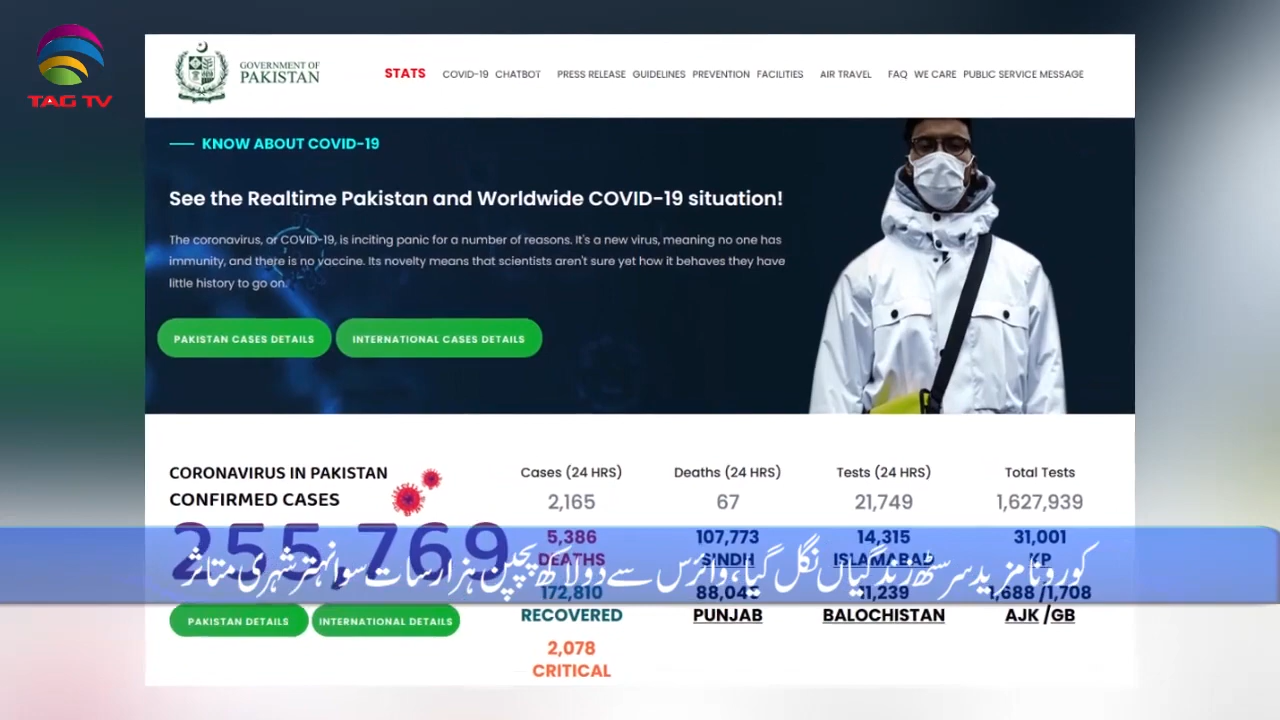 TAG TV
GOVERNMENT OF
PAKISTAN
STATS COVID-19 CHATBOT PRESS RELEASE GUIDELINES PREVENTION FACILITIES AIR TRAVEL FAQ WE CARE PUBLIC SERVICE MESSAGE
KNOW ABOUT COVID-19
See the Realtime Pakistan and Worldwide COVID-19 situation!
The coronavirus, or COVID-19, is inciting panic for a number of reasons. It's a new virus, meaning no one has
immunity, and there is no vaccine. Its novelty means that scientists aren't sure yet how it behaves they have
little history to go on.
PAKISTAN CASES DETAILS INTERNATIONAL CASES DETAILS
CORONAVIRUS IN PAKISTAN
CONFIRMED CASES
255,769
PAKISTAN DETAILS INTERNATIONAL DETAILS
Cases (24 HRS) Deaths (24 HRS) Tests (24 HRS) Total Tests
2,165 67 21,749 1,627,939
5,386 107,773 14,315 31,001
DEATHS SINDH ISLAMABAD KP
کورونا مزید سرسٹھ زندگیاں نگل گیا، وائرس سے دو لاکھ پچپن ہزار سات سو انہتر شہری متاثر
172,810 11,239 1,688 /1,708
RECOVERED PUNJAB BALOCHISTAN AJK /GB
2,078
CRITICAL